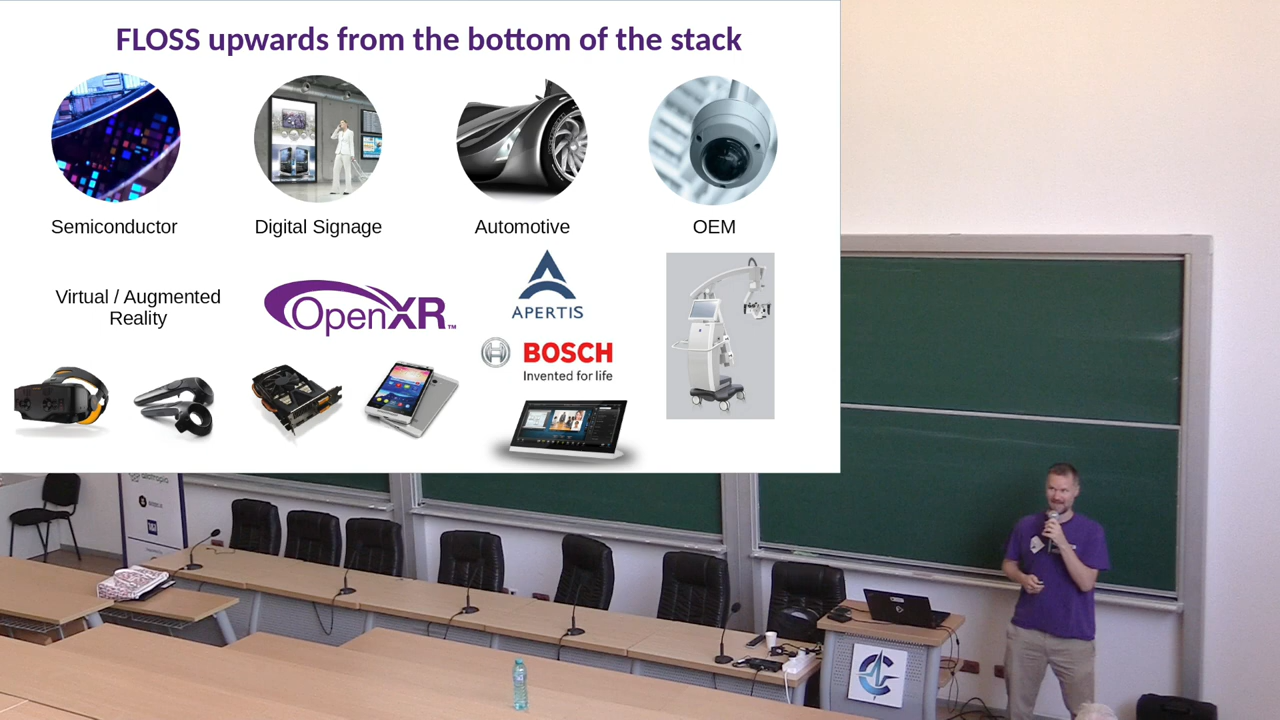 FLOSS upwards from the bottom of the stack
Semiconductor
Digital Signage
Automotive
OEM
Virtual / Augmented
Reality
OpenXR™
APERTIS
BOSCH
Invented for life